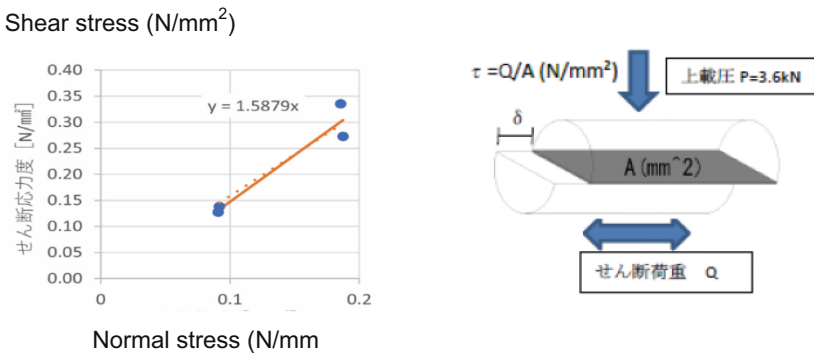 Shear stress (N/mm²)
せん断応力度 [N/㎟]
0.40
0.35
0.30
0.25
0.20
0.15
0.10
0.05
0.00
y = 1.5879x
0
0.1
0.2
Normal stress (N/mm
τ=Q/A (N/mm²)
上載圧 P=3.6kN
δ
A (mm^2)
せん断荷重 Q